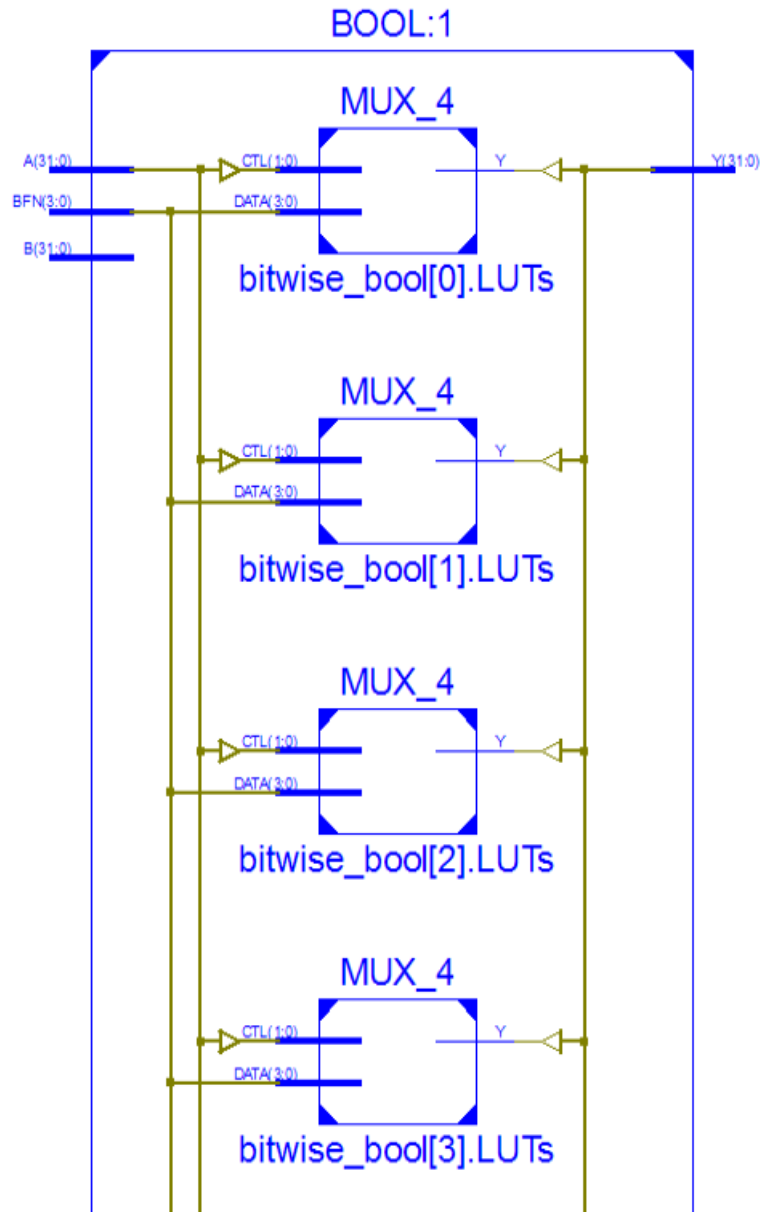 BOOL:1
MUX_4
A(31:0)
CTL(1:0)
Y
Y(31:0)
BFN(3:0)
DATA(3:0)
B(31:0)
bitwise_bool[0].LUTs
MUX_4
CTL(1:0)
Y
DATA(3:0)
bitwise_bool[1].LUTs
MUX_4
CTL(1:0)
Y
DATA(3:0)
bitwise_bool[2].LUTs
MUX_4
CTL(1:0)
Y
DATA(3:0)
bitwise_bool[3].LUTs